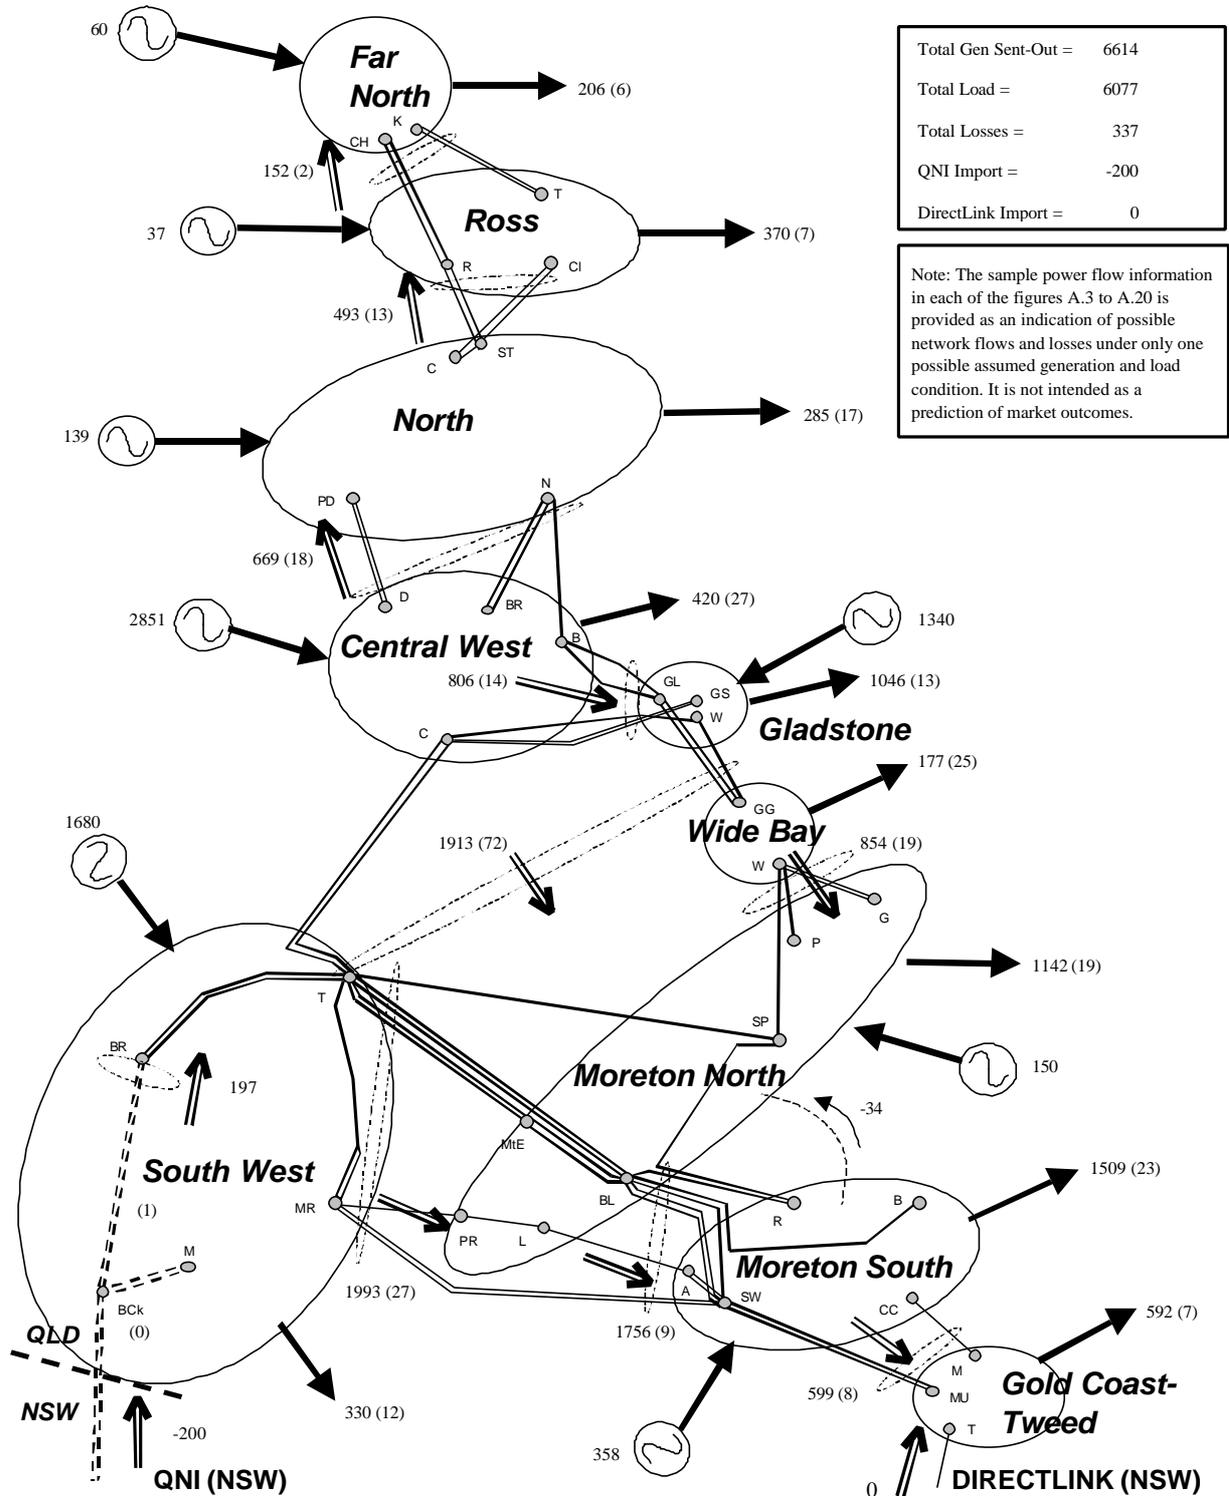 60
Far
North
K
CH
206 (6)
152 (2)
Total Gen Sent-Out = 6614
Total Load = 6077
Total Losses = 337
QNI Import = -200
DirectLink Import = 0
37
Ross
T
370 (7)
R
CI
493 (13)
ST
C
Note: The sample power flow information
in each of the figures A.3 to A.20 is
provided as an indication of possible
network flows and losses under only one
possible assumed generation and load
condition. It is not intended as a
prediction of market outcomes.
139
North
285 (17)
PD
N
669 (18)
2851
D
BR
420 (27)
B
1340
Central West
806 (14)
GL
GS
W
1046 (13)
C
Gladstone
177 (25)
GG
Wide Bay
1680
1913 (72)
W
854 (19)
G
P
1142 (19)
T
SP
BR
197
Moreton North
150
-34
MtE
South West
BL
1509 (23)
(1)
MR
PR
L
R
B
M
Moreton South
A
SW
1993 (27)
1756 (9)
BCk
(0)
CC
592 (7)
QLD
NSW
M
MU
T
Gold Coast-
Tweed
599 (8)
330 (12)
-200
358
QNI (NSW)
0
DIRECTLINK (NSW)